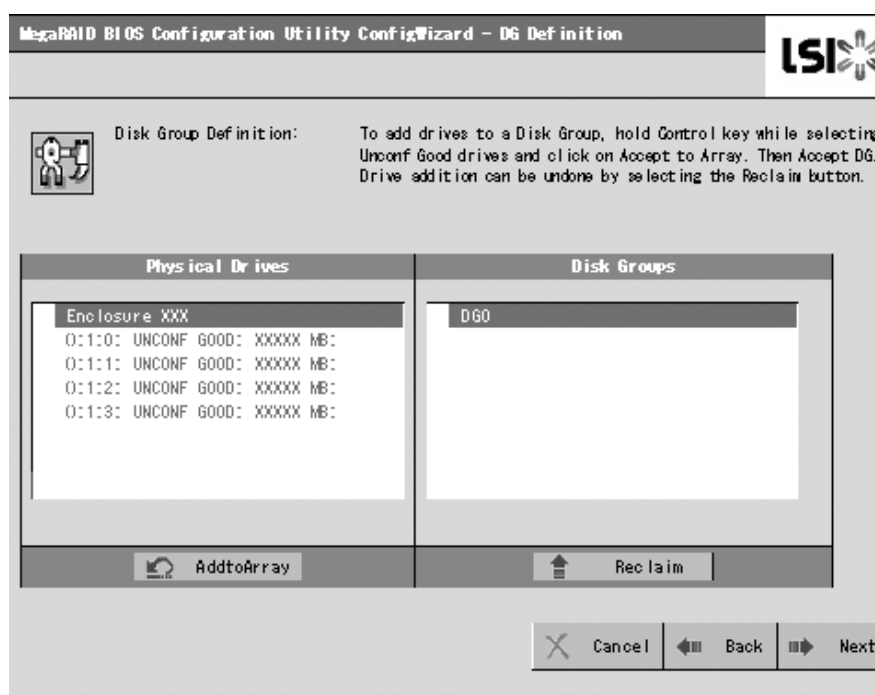 MegaRAID BIOS Configuration Utility ConfigWizard - DG Definition
LSI
Disk Group Definition:
To add drives to a Disk Group, hold Control key while selecting
Unconf Good drives and click on Accept to Array. Then Accept DG.
Drive addition can be undone by selecting the Reclaim button.
Physical Drives
Disk Groups
Enclosure XXX
DG0
0:1:0: UNCONF GOOD: XXXXX MB:
0:1:1: UNCONF GOOD: XXXXX MB:
0:1:2: UNCONF GOOD: XXXXX MB:
0:1:3: UNCONF GOOD: XXXXX MB:
AddtoArray
Reclaim
Cancel
Back
Next